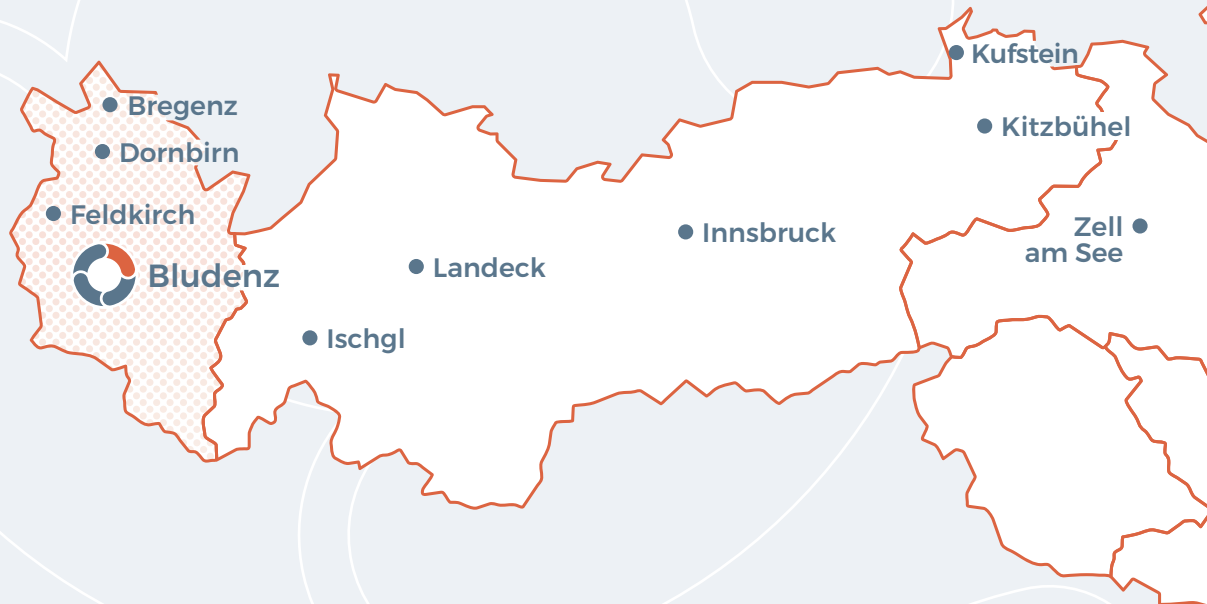 Kufstein
Bregenz
Kitzbühel
Dornbirn
Feldkirch
Zell
am See
Innsbruck
Landeck
Bludenz
Ischgl